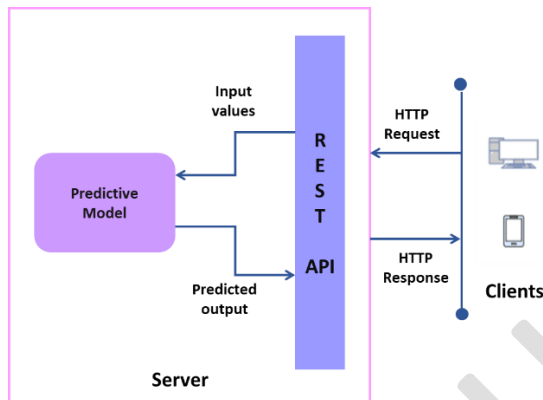 Input
values
HTTP
Request
R
E
S
T
API
Predictive
Model
HTTP
Response
Predicted
output
Clients
Server